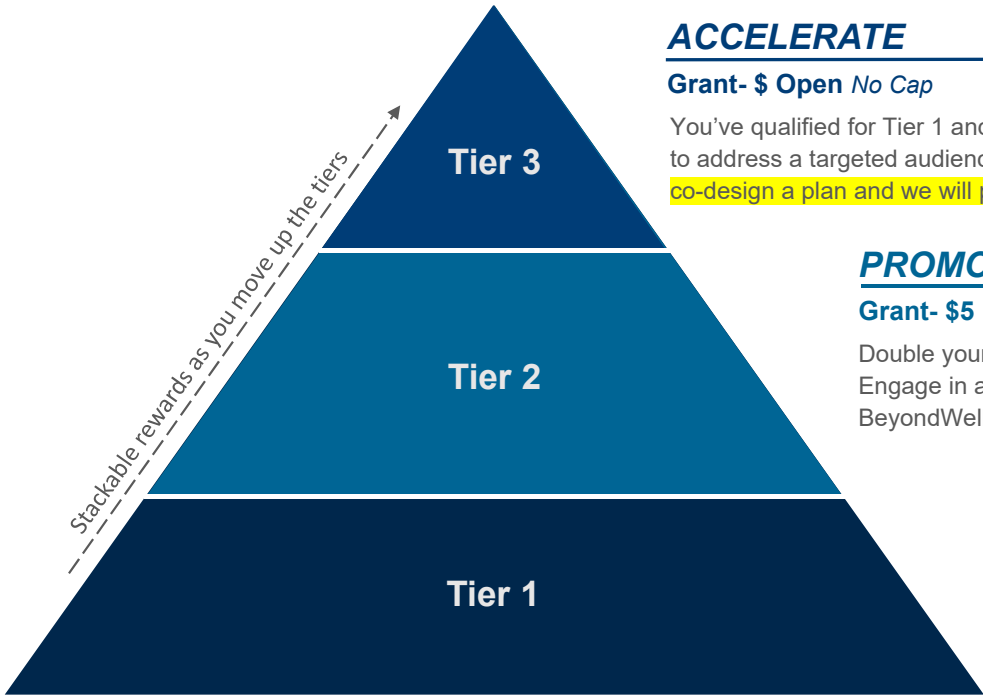 ACCELERATE
Grant- $ Open No Cap
You've qualified for Tier 1 and
to address a targeted audienc
co-design a plan and we will p
Tier 3
Stackable rewards as you move up the tiers
PROMO
Grant- $5
Double your
Engage in a
BeyondWel
Tier 2
Tier 1